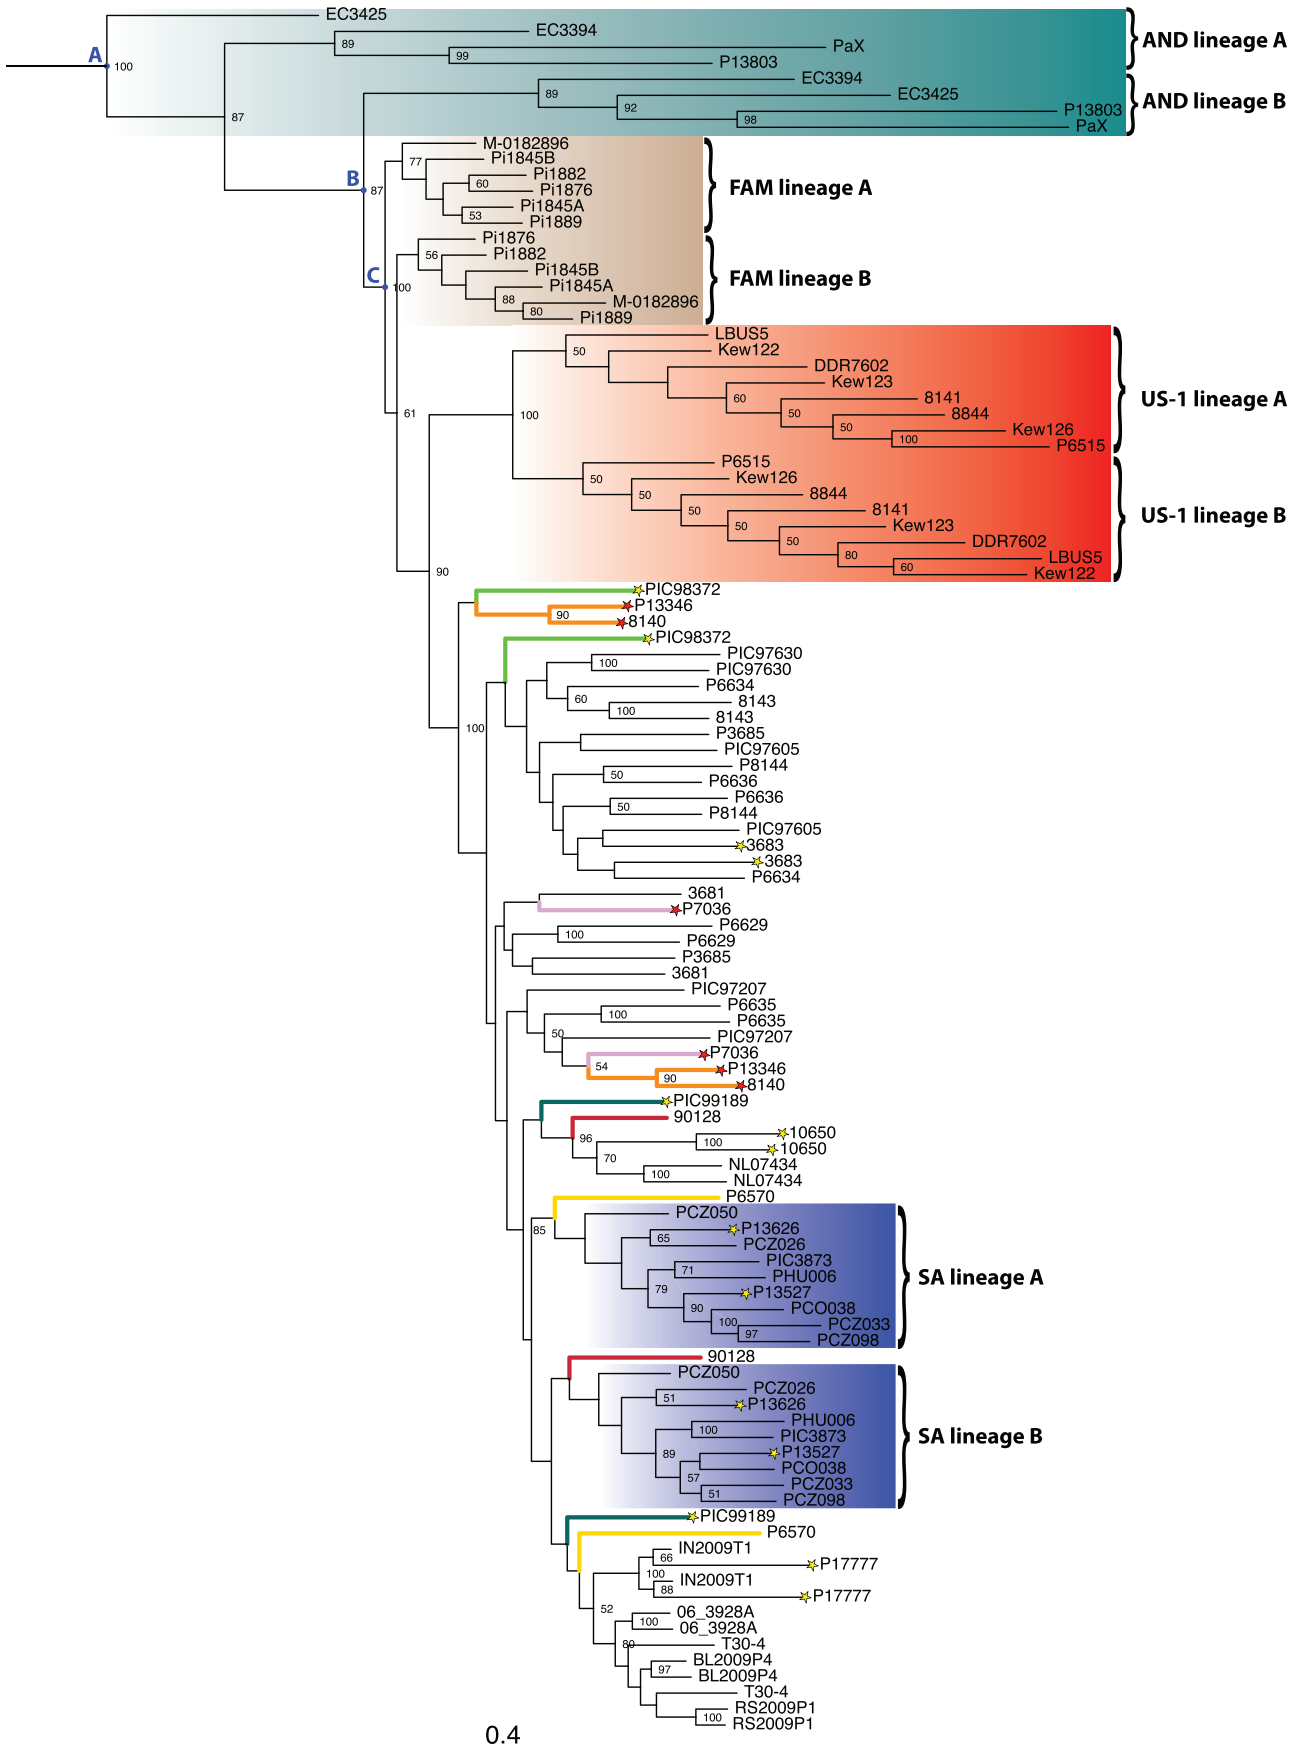 EC3425
EC3394
89
AND lineage A
PaX
A
99
100
P13803
EC3394
89
EC3425
AND lineage B
92
P13803
87
98
PaX
M-0182896
77
Pi1845B
Pi1882
B
60
87
Pi1876
FAM lineage A
Pi1845A
53
Pi1889
Pi1876
56
Pi1882
Pi1845B
C
FAM lineage B
100
Pi1845A
88
M-0182896
80
Pi1889
LBUS5
50
Kew122
DDR7602
Kew123
60
8141
US-1 lineage A
61
50
8844
100
50
Kew126
100
P6515
P6515
50
Kew126
50
8844
50
8141
US-1 lineage B
50
Kew123
50
DDR7602
80
LBUS5
90
60
Kew122
PIC98372
P13346
90
8140
PIC98372
PIC97630
100
PIC97630
P6634
60
8143
100
8143
100
P3685
PIC97605
P8144
50
P6636
P6636
50
P8144
PIC97605
3683
3683
P6634
3681
P7036
P6629
100
P6629
P3685
3681
PIC97207
P6635
100
P6635
50
PIC97207
P7036
54
P13346
90
8140
PIC99189
90128
96
10650
100
10650
70
NL07434
100
NL07434
P6570
PCZ050
85
P13626
65
PCZ026
PIC3873
71
PHU006
SA lineage A
79
P13527
90
PCO038
100
PCZ033
97
PCZ098
90128
PCZ050
PCZ026
51
P13626
PHU006
100
PIC3873
SA lineage B
89
P13527
PCO038
57
PCZ033
51
PCZ098
PIC99189
P6570
IN2009T1
66
P17777
100
IN2009T1
88
P17777
52
06_3928A
100
06_3928A
80
T30-4
BL2009P4
97
BL2009P4
T30-4
RS2009P1
100
RS2009P1
0.4